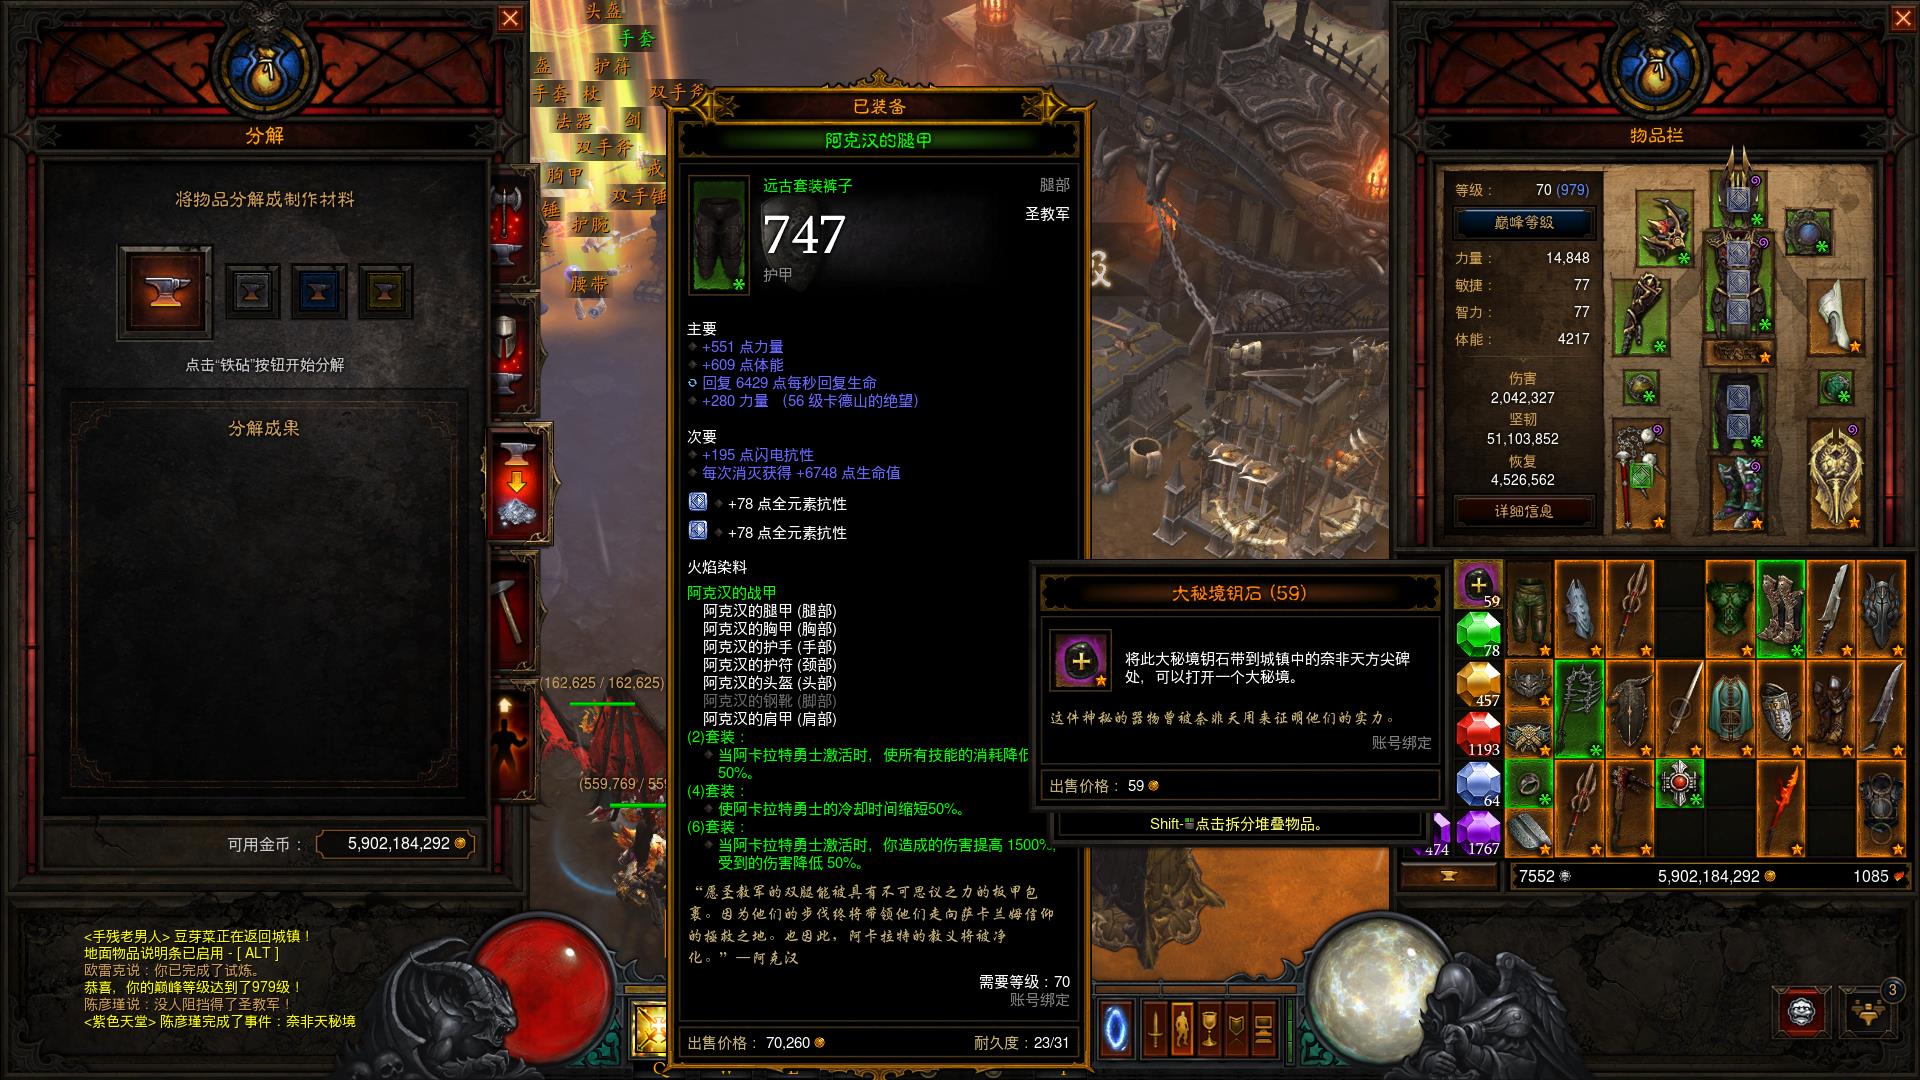 分解
将物品分解成制作材料
点击“铁砧”按钮开始分解
分解成果
可用金币： 5,902,184,292
头盔
手套
盔 护符
手套 杖 双手斧
法器 剑
双手斧
胸甲 戒
双手锤
锤
护腕
腰带
(162,625 / 162,625)
(559,769 / 559
已装备
阿克汉的腿甲
远古套装裤子 腿部
圣教军
747
护甲
主要
+551 点力量
+609 点体能
回复 6429 点每秒回复生命
+280 力量 （56 级卡德山的绝望）
次要
+195 点闪电抗性
每次消灭获得 +6748 点生命值
+78 点全元素抗性
+78 点全元素抗性
火焰染料
阿克汉的战甲
阿克汉的腿甲 (腿部)
阿克汉的胸甲 (胸部)
阿克汉的护手 (手部)
阿克汉的护符 (颈部)
阿克汉的头盔 (头部)
阿克汉的钢靴 (脚部)
阿克汉的肩甲 (肩部)
(2)套装：
当阿卡拉特勇士激活时，使所有技能的消耗降低
50%。
(4)套装：
使阿卡拉特勇士的冷却时间缩短50%。
(6)套装：
当阿卡拉特勇士激活时，你造成的伤害提高 1500%，
受到的伤害降低 50%。
“愿圣教军的双腿能被具有不可思议之力的板甲包
裹。因为他们的步伐终将带领他们走向萨卡兰姆信仰
的拯救之地。也因此，阿卡拉特的教义将被净
化。”—阿克汉
需要等级：70
账号绑定
出售价格： 70,260 耐久度：23/31
大秘境钥石 (59)
将此大秘境钥石带到城镇中的奈非天方尖碑
处，可以打开一个大秘境。
这件神秘的器物曾被奈非天用来证明他们的实力。
账号绑定
出售价格： 59
Shift-点击拆分堆叠物品。
物品栏
等级： 70 (979)
巅峰等级
力量： 14,848
敏捷： 77
智力： 77
体能： 4217
伤害
2,042,327
坚韧
51,103,852
恢复
4,526,562
详细信息
59
78
457
1193
64
474 1767
7552 5,902,184,292 1085
<手残老男人> 豆芽菜正在返回城镇！
地面物品说明条已启用 - [ ALT ]
欧雷克说：你已完成了试炼。
恭喜，你的巅峰等级达到了979级！
陈彦瑾说：没人阻挡得了圣教军！
<紫色天堂> 陈彦瑾完成了事件：奈非天秘境
3